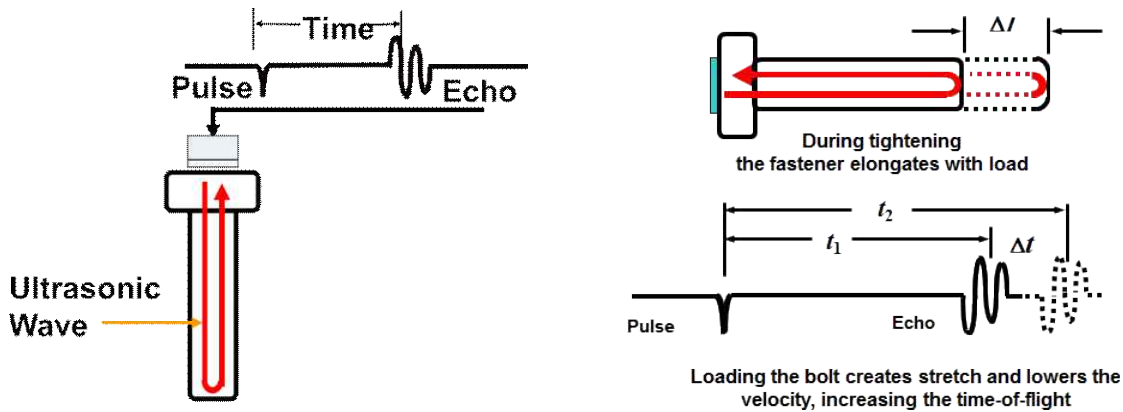 Time
Pulse
Echo
Ultrasonic
Wave
Δl
During tightening
the fastener elongates with load
t₂
t₁
Δt
Pulse
Echo
Loading the bolt creates stretch and lowers the
velocity, increasing the time-of-flight